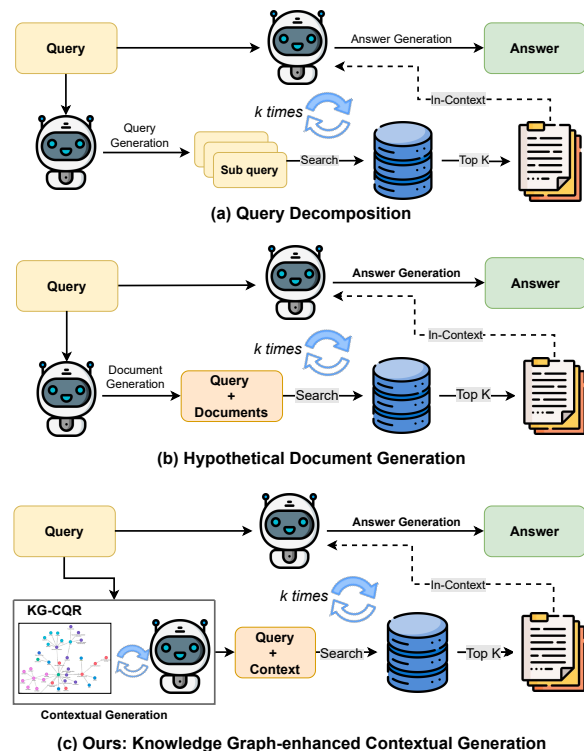 Query
Answer Generation
Answer
In-Context
k times
Query
Generation
Sub query
Search
Top K
(a) Query Decomposition
Query
Answer Generation
Answer
In-Context
k times
Document
Generation
Query
+
Documents
Search
Top K
(b) Hypothetical Document Generation
Query
Answer Generation
Answer
In-Context
k times
KG-CQR
Query
+
Context
Search
Top K
Contextual Generation
(c) Ours: Knowledge Graph-enhanced Contextual Generation